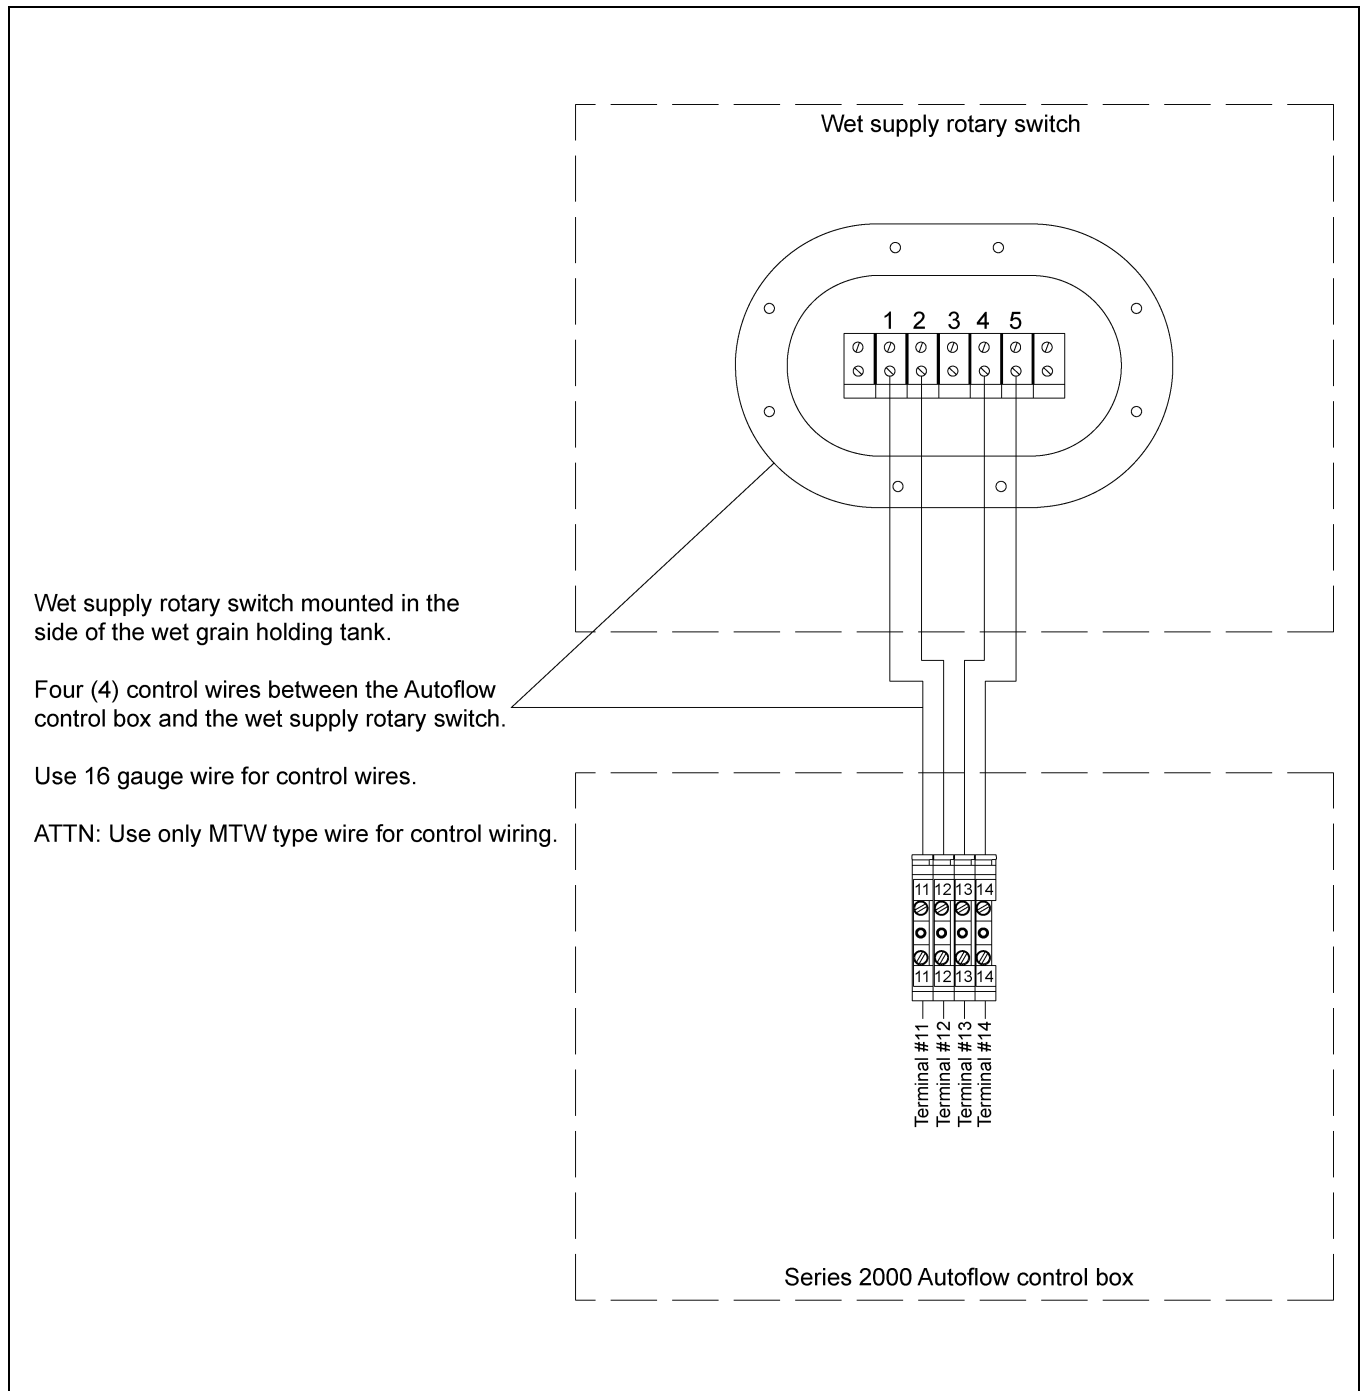 Wet supply rotary switch
1 2 3 4 5
Wet supply rotary switch mounted in the
side of the wet grain holding tank.
Four (4) control wires between the Autoflow
control box and the wet supply rotary switch.
Use 16 gauge wire for control wires.
ATTN: Use only MTW type wire for control wiring.
11 12 13 14
11 12 13 14
Terminal #11
Terminal #12
Terminal #13
Terminal #14
Series 2000 Autoflow control box